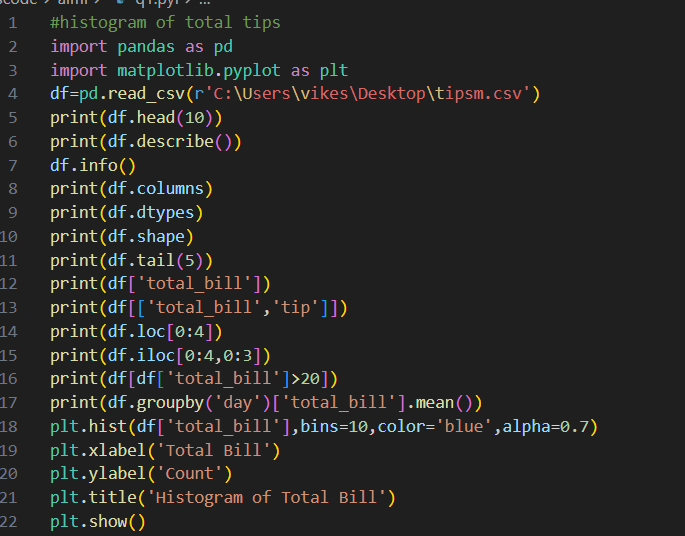 #histogram of total tips
1
import pandas as pd
2
import matplotlib.pyplot as plt
3
df=pd.read_csv(r'C:\Users\vikes\Desktop\tipsm.csv')
4
print(df.head(10))
5
print(df.describe())
6
df.info()
7
print(df.columns)
8
print(df.dtypes)
9
print(df.shape)
10
print(df.tail(5))
11
print(df['total_bill'])
12
print(df[['total_bill','tip']])
13
print(df.loc[0:4])
14
print(df.iloc[0:4,0:3])
15
print(df[df['total_bill']>20])
16
print(df.groupby('day')['total_bill'].mean())
17
plt.hist(df['total_bill'],bins=10,color='blue',alpha=0.7)
18
plt.xlabel('Total Bill')
19
plt.ylabel('Count')
20
plt.title('Histogram of Total Bill')
21
plt.show()
22